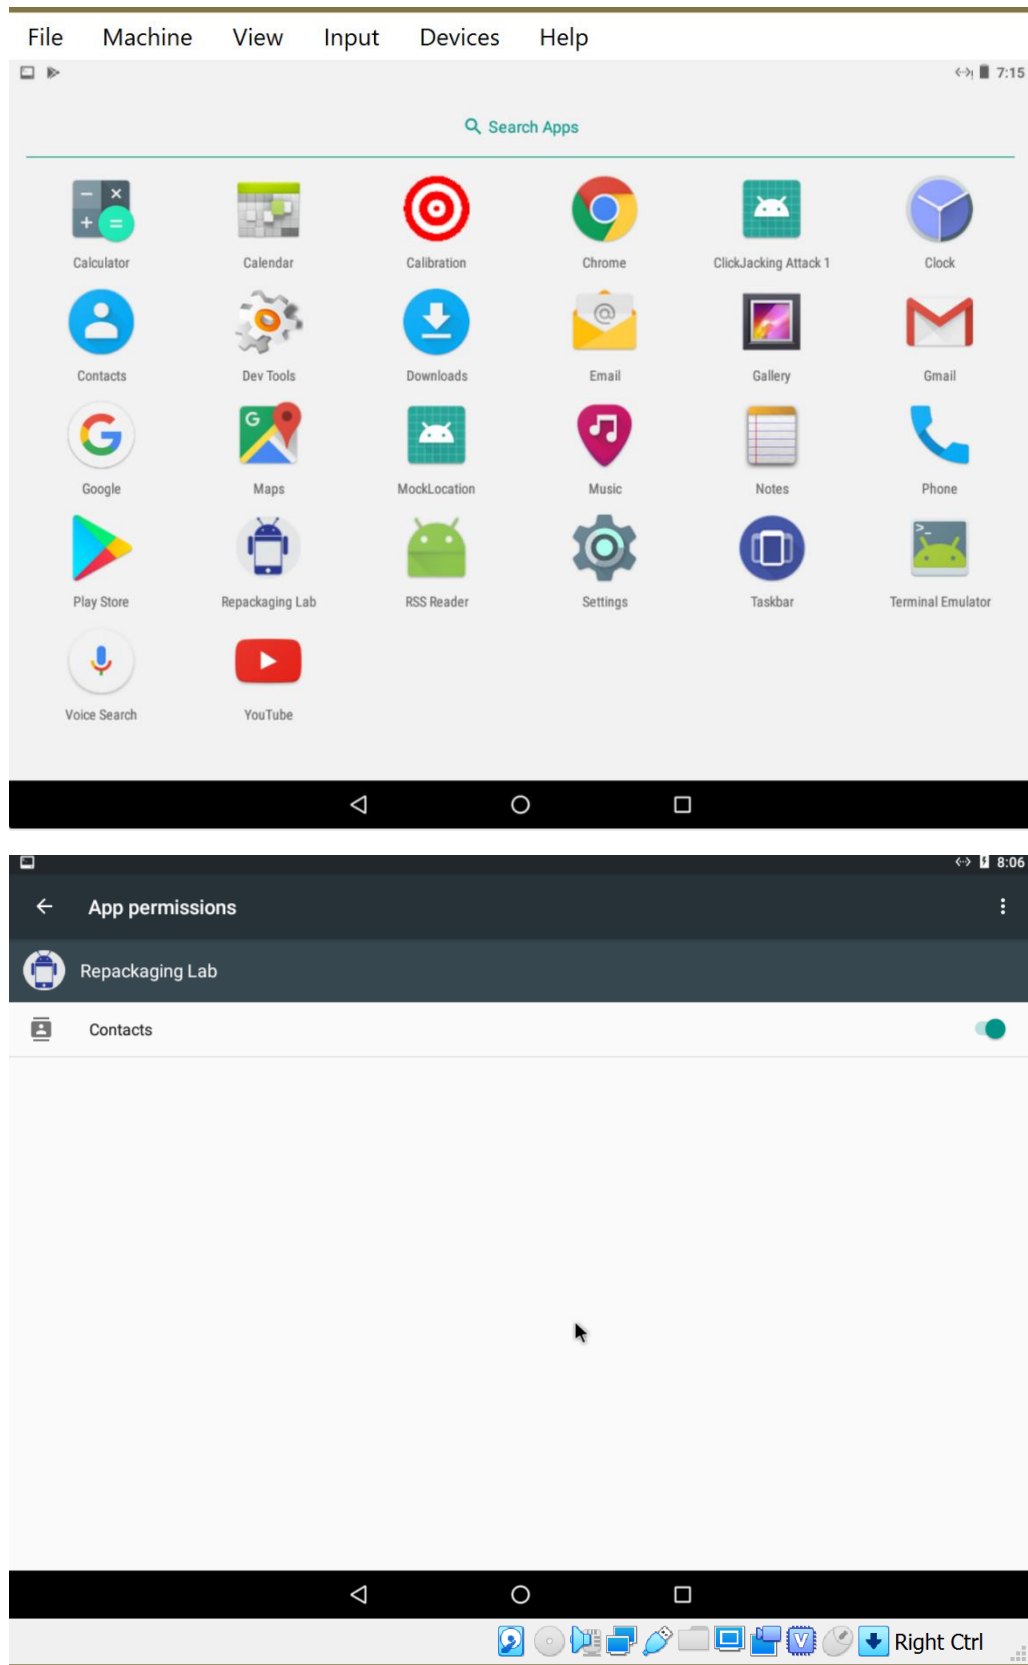 File Machine View Input Devices Help
7:15
Search Apps
Calculator Calendar Calibration Chrome ClickJacking Attack 1 Clock
Contacts Dev Tools Downloads Email Gallery Gmail
Google Maps MockLocation Music Notes Phone
Play Store Repackaging Lab RSS Reader Settings Taskbar Terminal Emulator
Voice Search YouTube
8:06
App permissions
Repackaging Lab
Contacts
Right Ctrl